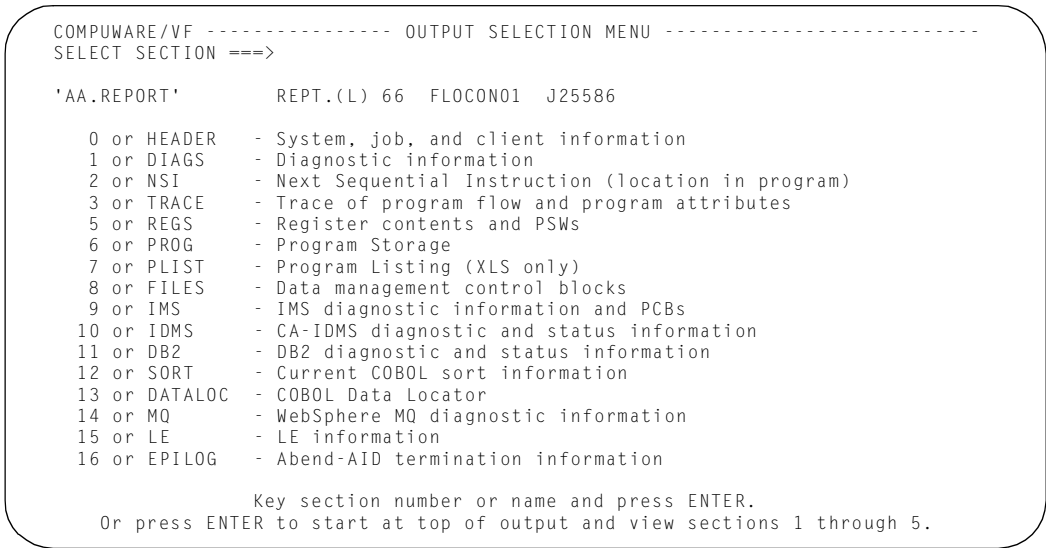 COMPUWARE/VF ---------------- OUTPUT SELECTION MENU ---------------------------
SELECT SECTION ===>
'AA.REPORT' REPT.(L) 66 FLOCONO1 J25586
0 or HEADER - System, job, and client information
1 or DIAGS - Diagnostic information
2 or NSI - Next Sequential Instruction (location in program)
3 or TRACE - Trace of program flow and program attributes
5 or REGS - Register contents and PSWs
6 or PROG - Program Storage
7 or PLIST - Program Listing (XLS only)
8 or FILES - Data management control blocks
9 or IMS - IMS diagnostic information and PCBs
10 or IDMS - CA-IDMS diagnostic and status information
11 or DB2 - DB2 diagnostic and status information
12 or SORT - Current COBOL sort information
13 or DATALOC - COBOL Data Locator
14 or MQ - WebSphere MQ diagnostic information
15 or LE - LE information
16 or EPILOG - Abend-AID termination information
Key section number or name and press ENTER.
Or press ENTER to start at top of output and view sections 1 through 5.